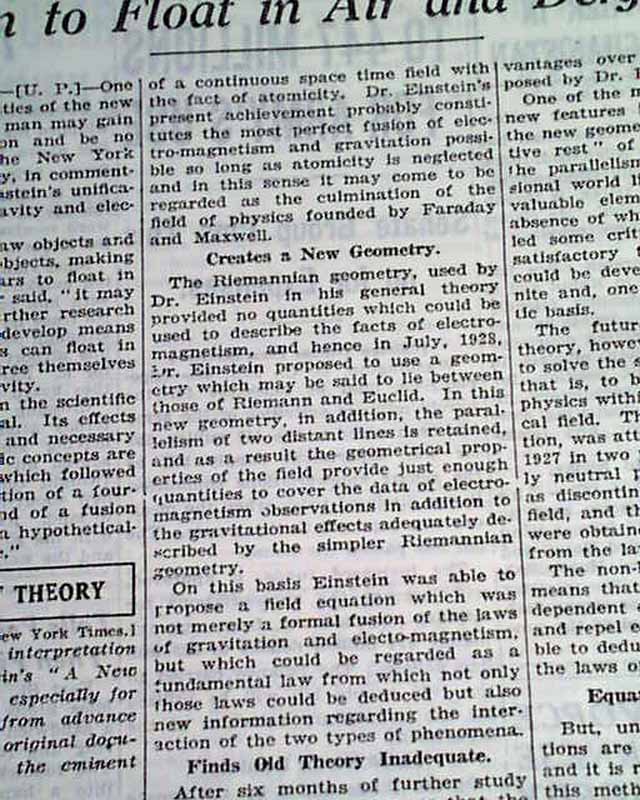 to Float in Air and
—[U. P.]—One
ties of the new
man may gain
on and be no
he New York
y, in comment-
stein's unifica-
avity and elec-
aw objects and
objects, making
ars to float in
said, "it may
rther research
develop means
s can float in
ree themselves
vity.
n the scientific
al. Its effects
and necessary
ic concepts are
which followed
tion of a four-
nd of a fusion
a hypothetical-
THEORY
ew York Times.]
interpretation
in's "A New
especially for
from advance
original docu-
the eminent
of a continuous space time field with
the fact of atomicity. Dr. Einstein's
present achievement probably consti-
tutes the most perfect fusion of elec-
tro-magnetism and gravitation possi-
ble so long as atomicity is neglected
and in this sense it may come to be
regarded as the culmination of the
field of physics founded by Faraday
and Maxwell.
Creates a New Geometry.
The Riemannian geometry, used by
Dr. Einstein in his general theory
provided no quantities which could be
used to describe the facts of electro-
magnetism, and hence in July, 1928,
Dr. Einstein proposed to use a geom-
etry which may be said to lie between
those of Riemann and Euclid. In this
new geometry, in addition, the paral-
lelism of two distant lines is retained,
and as a result the geometrical prop-
erties of the field provide just enough
quantities to cover the data of electro-
magnetism observations in addition to
the gravitational effects adequately de-
scribed by the simpler Riemannian
geometry.
On this basis Einstein was able to
propose a field equation which was
not merely a formal fusion of the laws
of gravitation and electo-magnetism,
but which could be regarded as a
fundamental law from which not only
those laws could be deduced but also
new information regarding the inter-
action of the two types of phenomena.
Finds Old Theory Inadequate.
After six months of further study
that the
vantages over
posed by Dr.
One of the
new features
the new geome
tive rest" of
the parallelism
sional world li
valuable elem
absence of wh
led some crit
satisfactory
could be deve
nite and, one
tic basis.
The futur
theory, howev
to solve the s
that is, to b
physics withi
cal field. Th
tion, was att
1927 in two
ly neutral p
as discontin
field, and th
were obtain
from the la
The non-
means that
dependent
and repel e
ble to dedu
the laws o
Equa
But, un
tions are
and it is r
this meth